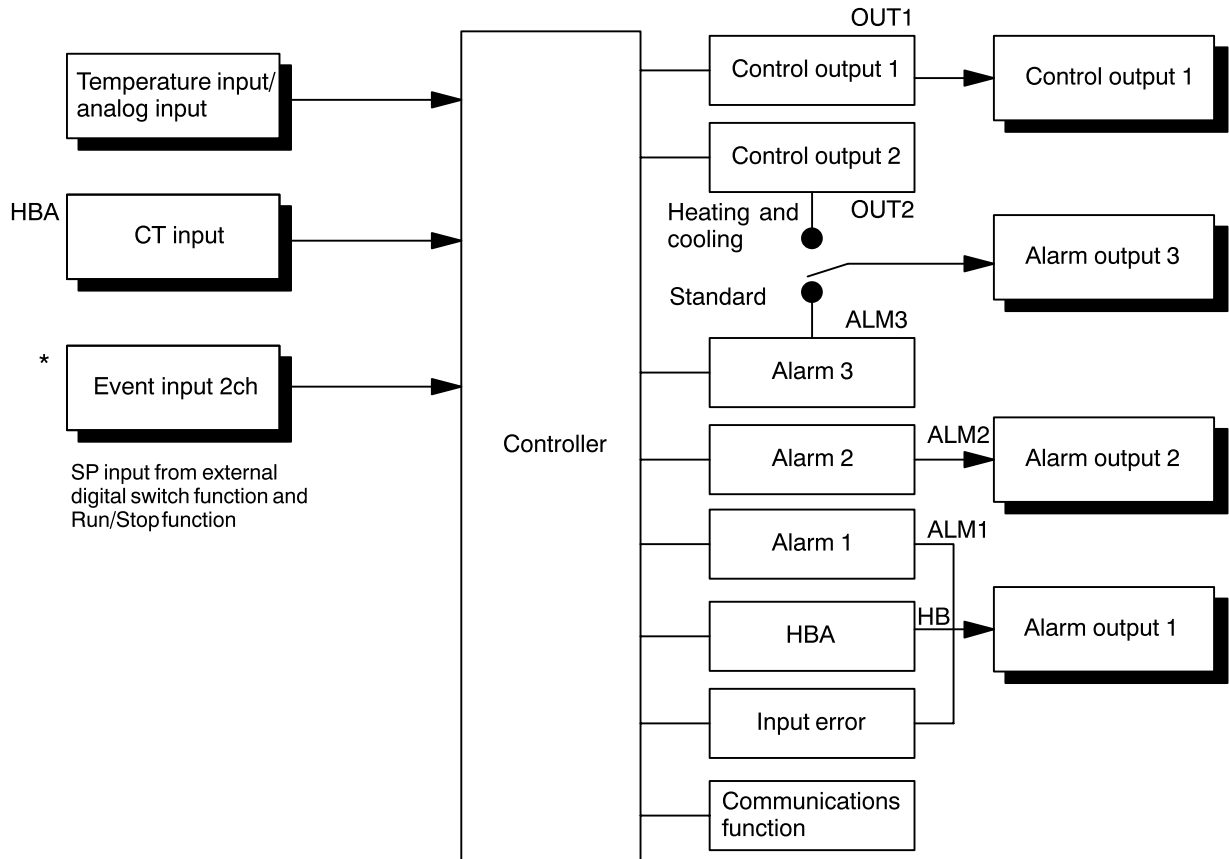 Temperature input/
analog input
HBA
CT input
*
Event input 2ch
SP input from external
digital switch function and
Run/Stop function
Controller
OUT1
Control output 1
Control output 1
Control output 2
Heating and
cooling
OUT2
Alarm output 3
Standard
ALM3
Alarm 3
Alarm 2
ALM2
Alarm output 2
Alarm 1
ALM1
HBA
HB
Alarm output 1
Input error
Communications
function